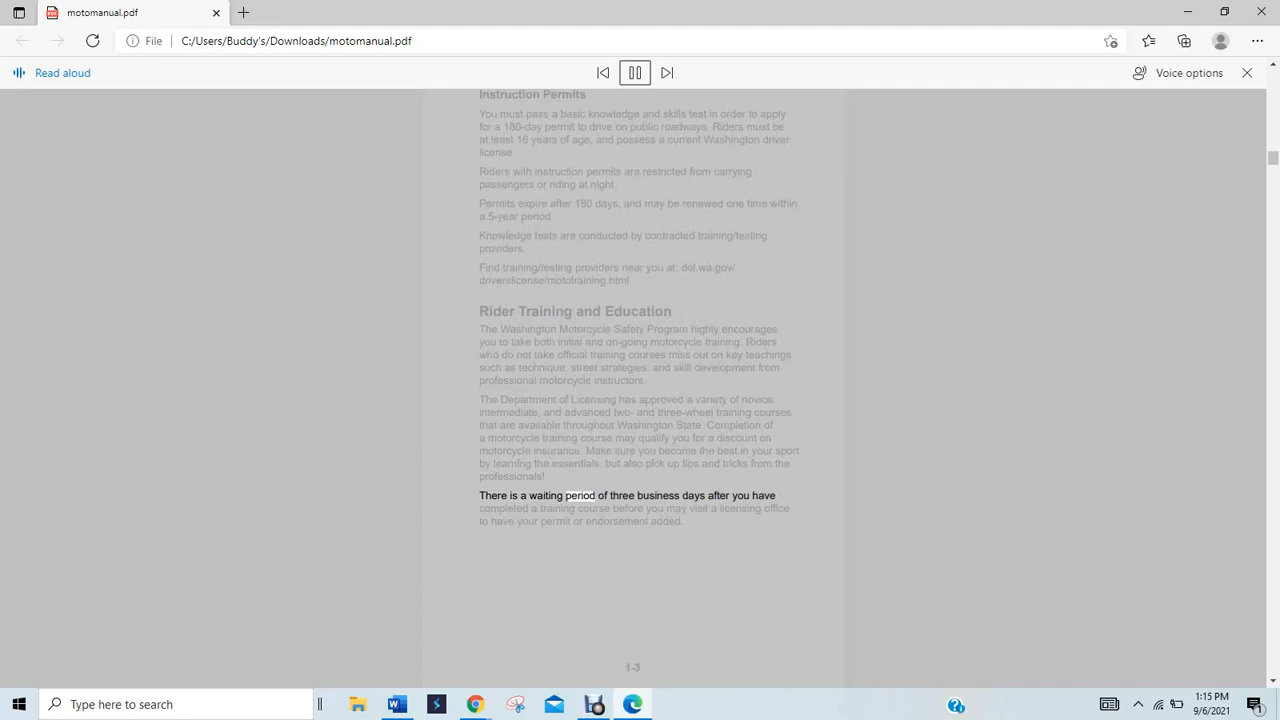 motomanual.pdf
File
C:/Users/Buddy's/Downloads/motomanual.pdf
Read aloud
Voice options
Instruction Permits
You must pass a basic knowledge and skills test in order to apply
for a 180-day permit to drive on public roadways. Riders must be
at least 16 years of age, and possess a current Washington driver
license
Riders with instruction permits are restricted from carrying
passengers or riding at night.
Permits expire after 180 days, and may be renewed one time within
a 5-year period
Knowledge tests are conducted by contracted training/testing
providers.
Find training/testing providers near you at: dol.wa.gov/
driverslicense/mototraining.html
Rider Training and Education
The Washington Motorcycle Safety Program highly encourages
you to take both initial and on-going motorcycle training. Riders
who do not take official training courses miss out on key teachings
such as technique, street strategies, and skill development from
professional motorcycle instructors.
The Department of Licensing has approved a variety of novice,
intermediate, and advanced two- and three-wheel training courses
that are available throughout Washington State. Completion of
a motorcycle training course may qualify you for a discount on
motorcycle insurance. Make sure you become the best in your sport
by learning the essentials, but also pick up tips and tricks from the
professionals!
There is a waiting period of three business days after you have
completed a training course before you may visit a licensing office
to have your permit or endorsement added.
1-3
Type here to search
1:15 PM
9/6/2021
1